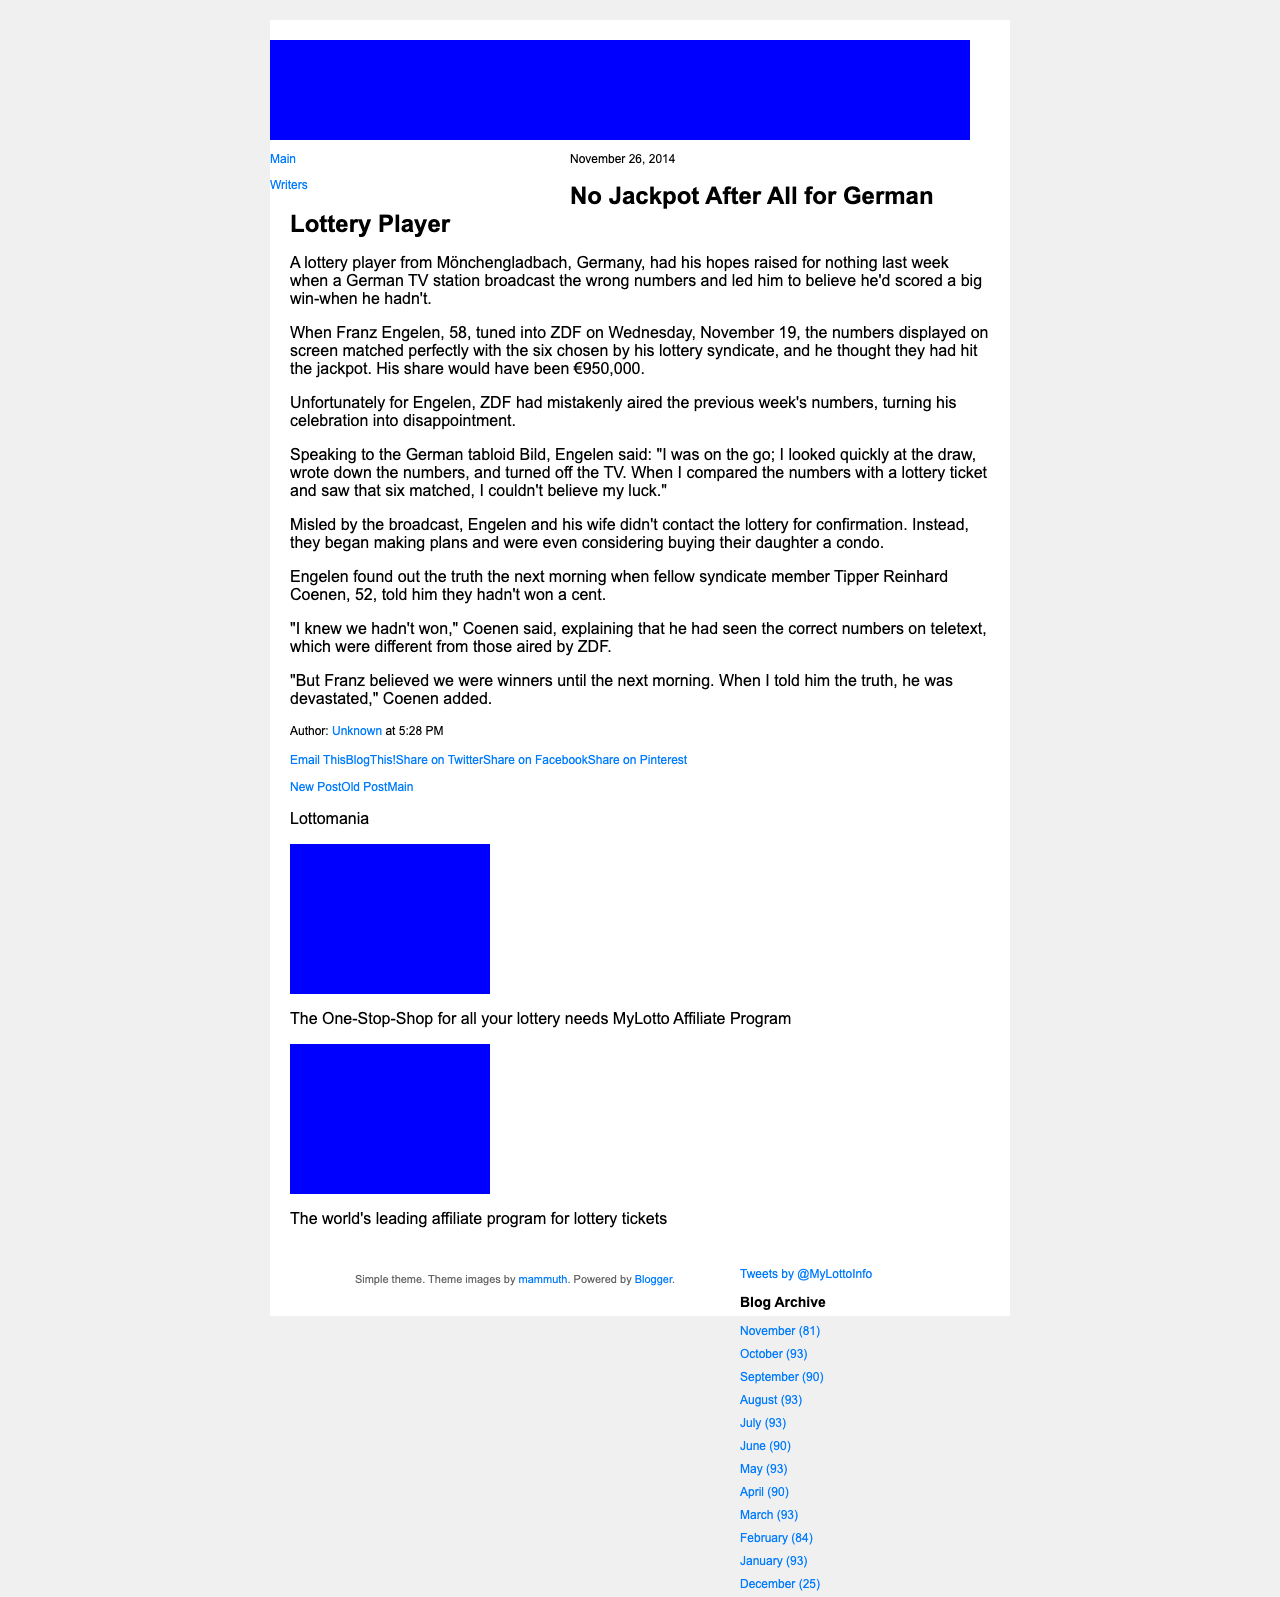 Main
Writers
November 26, 2014
No Jackpot After All for German
Lottery Player
A lottery player from Mönchengladbach, Germany, had his hopes raised for nothing last week
when a German TV station broadcast the wrong numbers and led him to believe he'd scored a big
win-when he hadn't.
When Franz Engelen, 58, tuned into ZDF on Wednesday, November 19, the numbers displayed on
screen matched perfectly with the six chosen by his lottery syndicate, and he thought they had hit
the jackpot. His share would have been €950,000.
Unfortunately for Engelen, ZDF had mistakenly aired the previous week's numbers, turning his
celebration into disappointment.
Speaking to the German tabloid Bild, Engelen said: "I was on the go; I looked quickly at the draw,
wrote down the numbers, and turned off the TV. When I compared the numbers with a lottery ticket
and saw that six matched, I couldn't believe my luck."
Misled by the broadcast, Engelen and his wife didn't contact the lottery for confirmation. Instead,
they began making plans and were even considering buying their daughter a condo.
Engelen found out the truth the next morning when fellow syndicate member Tipper Reinhard
Coenen, 52, told him they hadn't won a cent.
"I knew we hadn't won," Coenen said, explaining that he had seen the correct numbers on teletext,
which were different from those aired by ZDF.
"But Franz believed we were winners until the next morning. When I told him the truth, he was
devastated," Coenen added.
Author: Unknown at 5:28 PM
Email ThisBlogThis!Share on TwitterShare on FacebookShare on Pinterest
New PostOld PostMain
Lottomania
The One-Stop-Shop for all your lottery needs MyLotto Affiliate Program
The world's leading affiliate program for lottery tickets
Simple theme. Theme images by mammuth. Powered by Blogger.
Tweets by @MyLottoInfo
Blog Archive
November (81)
October (93)
September (90)
August (93)
July (93)
June (90)
May (93)
April (90)
March (93)
February (84)
January (93)
December (25)